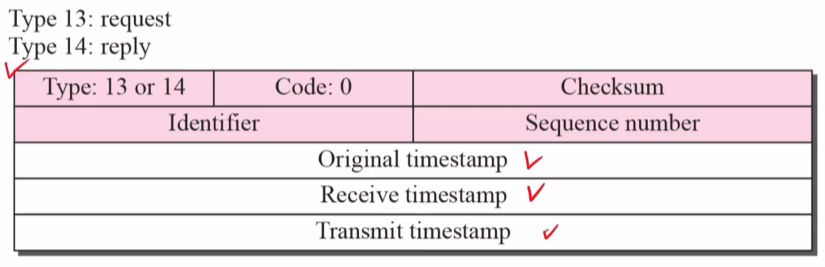 Type 13: request
Type 14: reply
Type: 13 or 14 Code: 0 Checksum
Identifier Sequence number
Original timestamp
Receive timestamp
Transmit timestamp